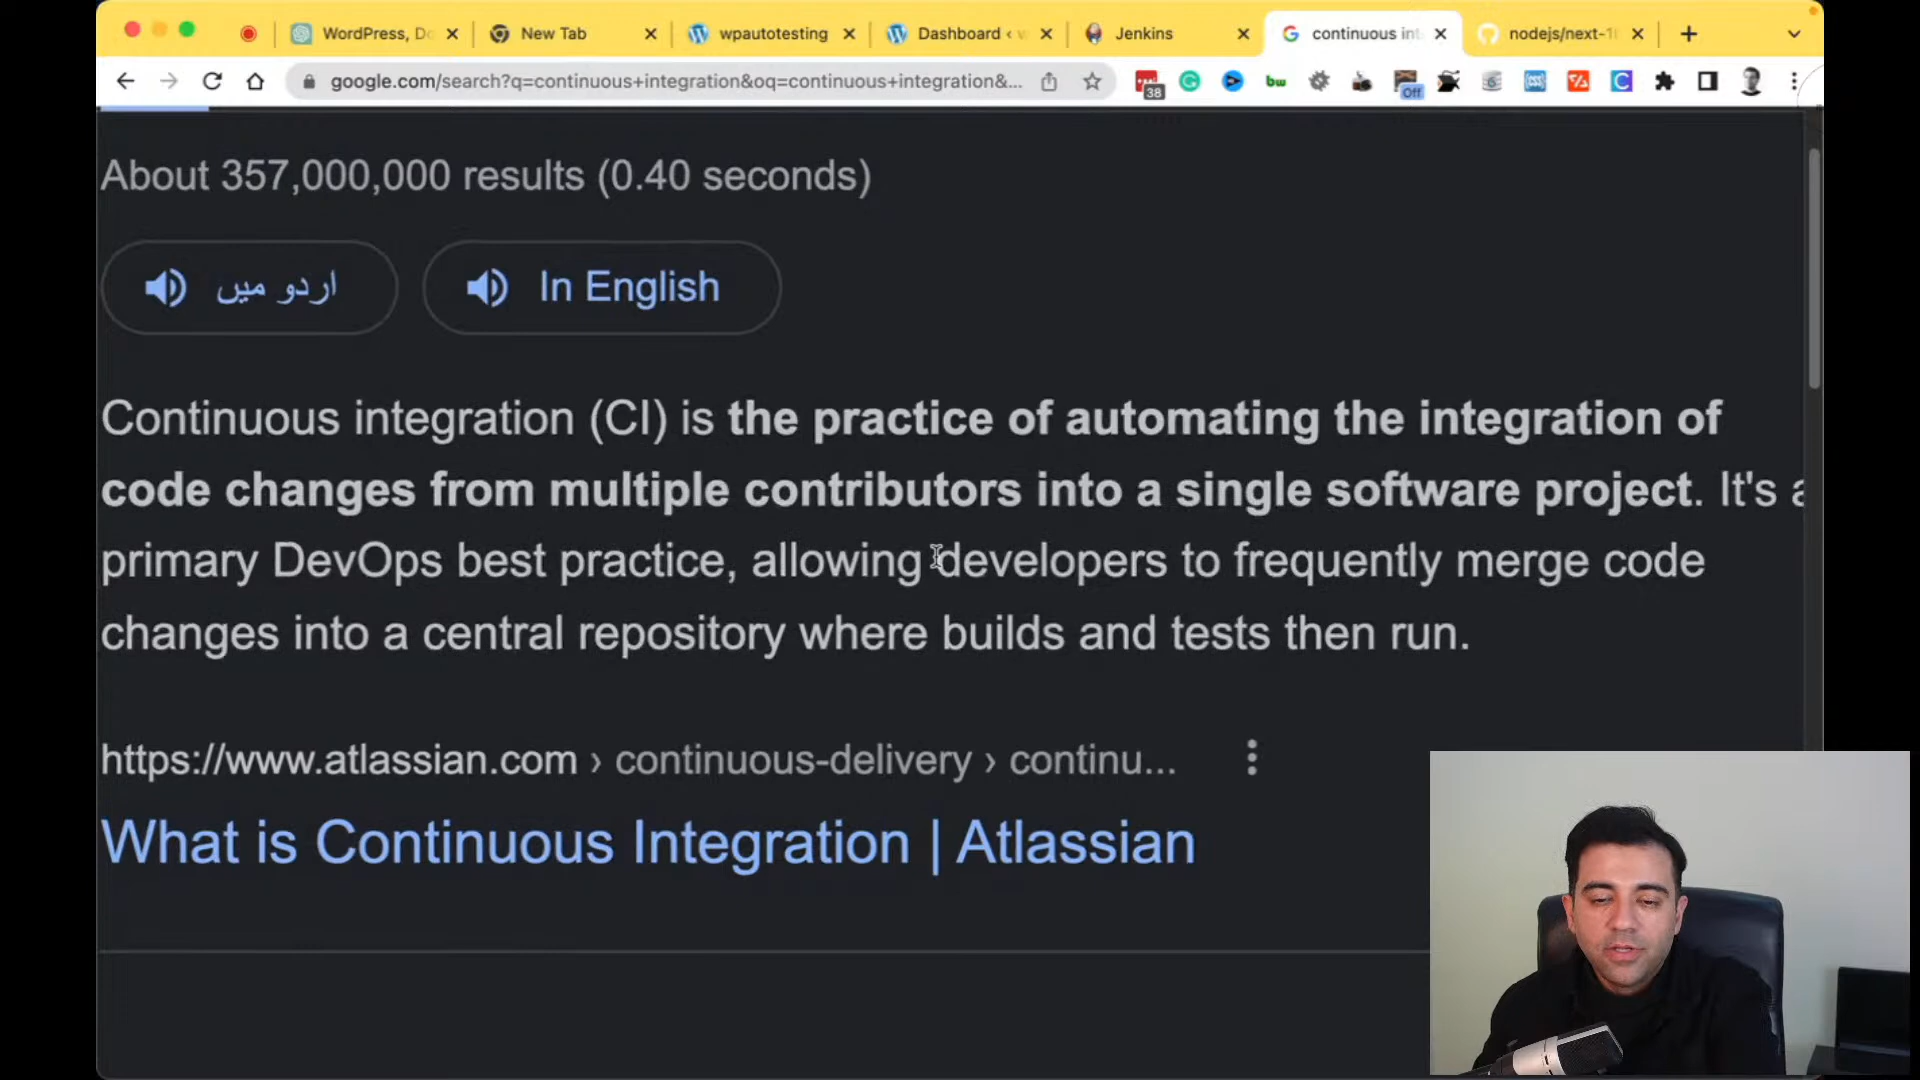 WordPress, Do
New Tab
wpautotesting
Dashboard ‹ w
Jenkins
continuous int
nodejs/next-1
google.com/search?q=continuous+integration&oq=continuous+integration&...
38
Off
About 357,000,000 results (0.40 seconds)
اردو میں
In English
Continuous integration (CI) is the practice of automating the integration of
code changes from multiple contributors into a single software project. It's a
primary DevOps best practice, allowing developers to frequently merge code
changes into a central repository where builds and tests then run.
https://www.atlassian.com › continuous-delivery › continu...
What is Continuous Integration | Atlassian